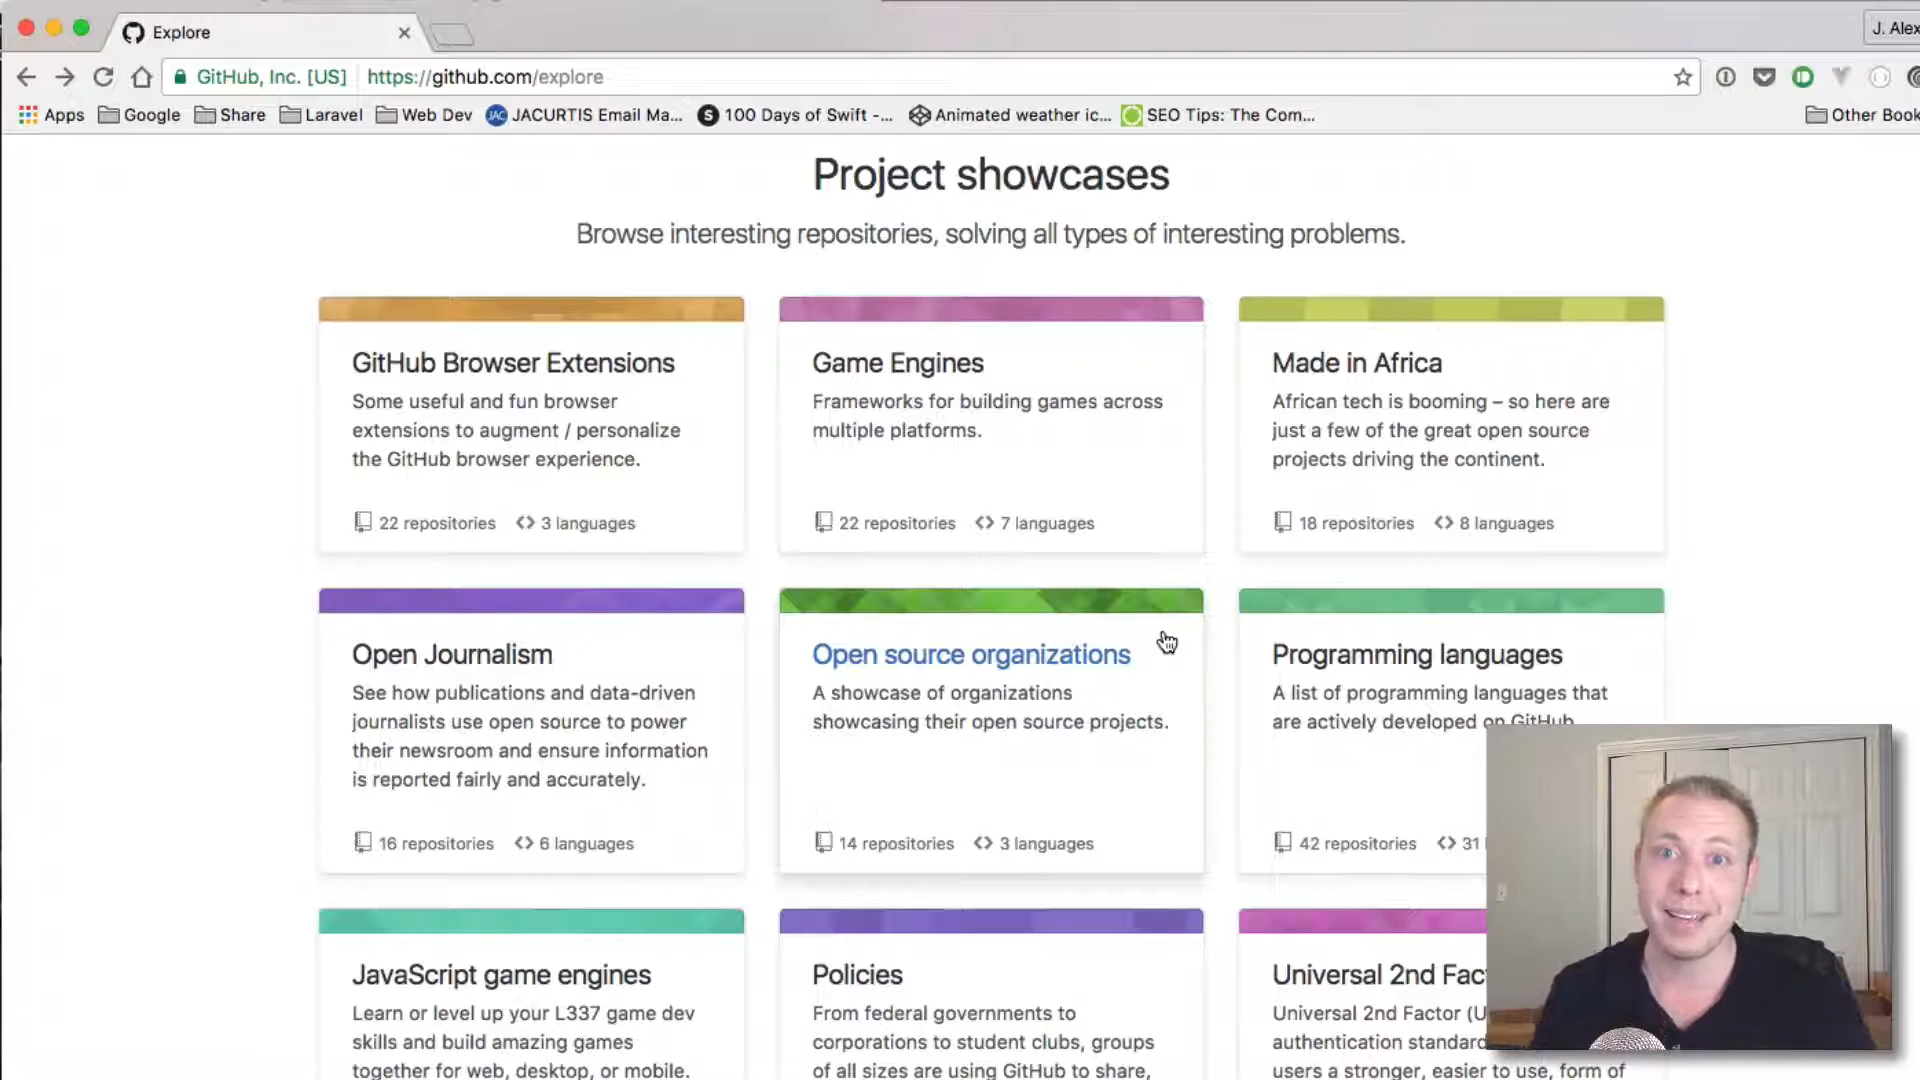 Explore
J. Alex
GitHub, Inc. [US] https://github.com/explore
Apps Google Share Laravel Web Dev JACURTIS Email Ma... 100 Days of Swift -... Animated weather ic... SEO Tips: The Com... Other Book
Project showcases
Browse interesting repositories, solving all types of interesting problems.
GitHub Browser Extensions
Some useful and fun browser
extensions to augment / personalize
the GitHub browser experience.
22 repositories <> 3 languages
Game Engines
Frameworks for building games across
multiple platforms.
22 repositories <> 7 languages
Made in Africa
African tech is booming – so here are
just a few of the great open source
projects driving the continent.
18 repositories <> 8 languages
Open Journalism
See how publications and data-driven
journalists use open source to power
their newsroom and ensure information
is reported fairly and accurately.
16 repositories <> 6 languages
Open source organizations
A showcase of organizations
showcasing their open source projects.
14 repositories <> 3 languages
Programming languages
A list of programming languages that
are actively developed on GitHub
42 repositories <> 31
JavaScript game engines
Learn or level up your L337 game dev
skills and build amazing games
together for web, desktop, or mobile.
Policies
From federal governments to
corporations to student clubs, groups
of all sizes are using GitHub to share,
Universal 2nd Fac
Universal 2nd Factor (U
authentication standard
users a stronger, easier to use, form of